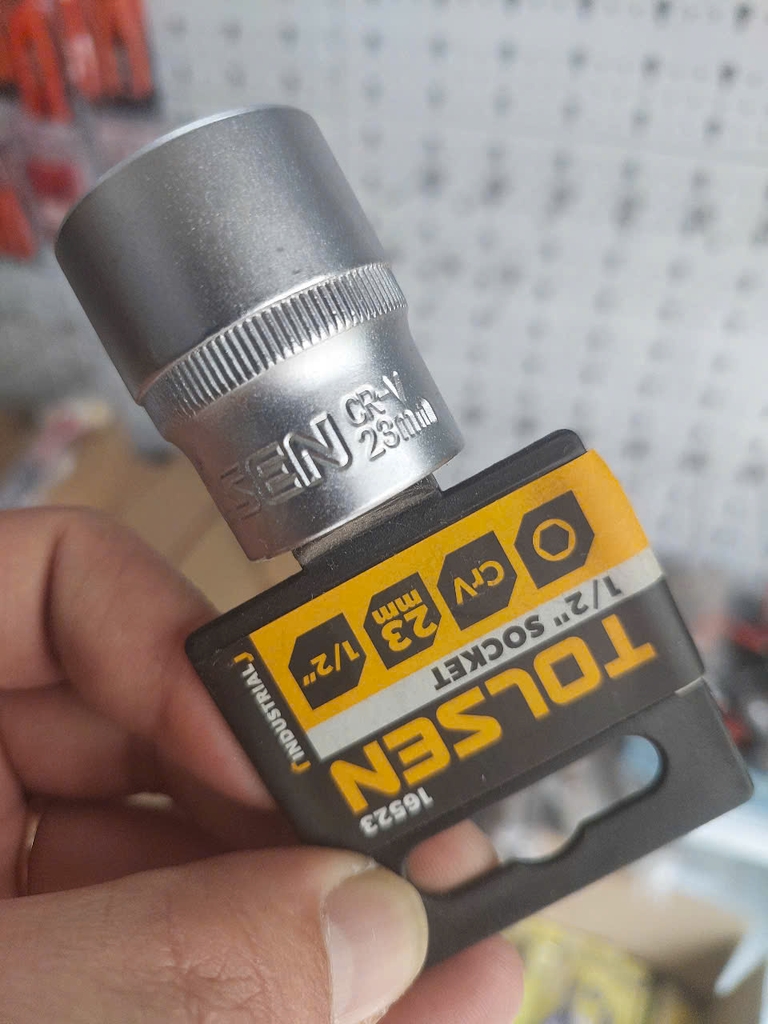 SEN CR-V
23mm
TOLSEN
1/2" SOCKET
1/2"
23
mm
CrV
INDUSTRIAL
16523